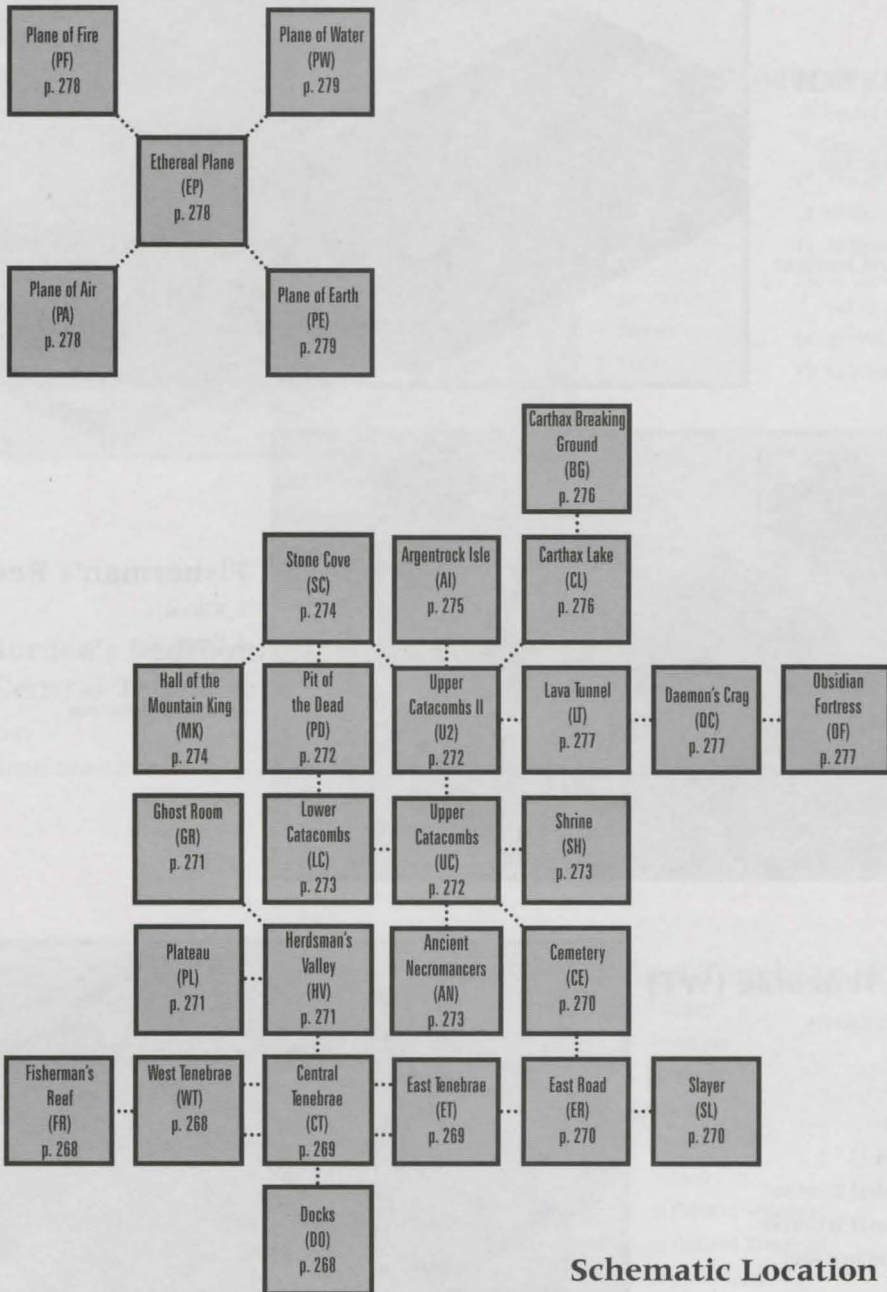 Plane of Fire
(PF)
p. 278
Plane of Water
(PW)
p. 279
Ethereal Plane
(EP)
p. 278
Plane of Air
(PA)
p. 278
Plane of Earth
(PE)
p. 279
Carthax Breaking
Ground
(BG)
p. 276
Stone Cove
(SC)
p. 274
Argentrock Isle
(AI)
p. 275
Carthax Lake
(CL)
p. 276
Hall of the
Mountain King
(MK)
p. 274
Pit of
the Dead
(PD)
p. 272
Upper
Catacombs II
(U2)
p. 272
Lava Tunnel
(LT)
p. 277
Daemon's Crag
(DC)
p. 277
Obsidian
Fortress
(OF)
p. 277
Ghost Room
(GR)
p. 271
Lower
Catacombs
(LC)
p. 273
Upper
Catacombs
(UC)
p. 272
Shrine
(SH)
p. 273
Plateau
(PL)
p. 271
Herdsman's
Valley
(HV)
p. 271
Ancient
Necromancers
(AN)
p. 273
Cemetery
(CE)
p. 270
Fisherman's
Reef
(FR)
p. 268
West Tenebrae
(WT)
p. 268
Central
Tenebrae
(CT)
p. 269
East Tenebrae
(ET)
p. 269
East Road
(ER)
p. 270
Slayer
(SL)
p. 270
Docks
(DO)
p. 268
Schematic Location